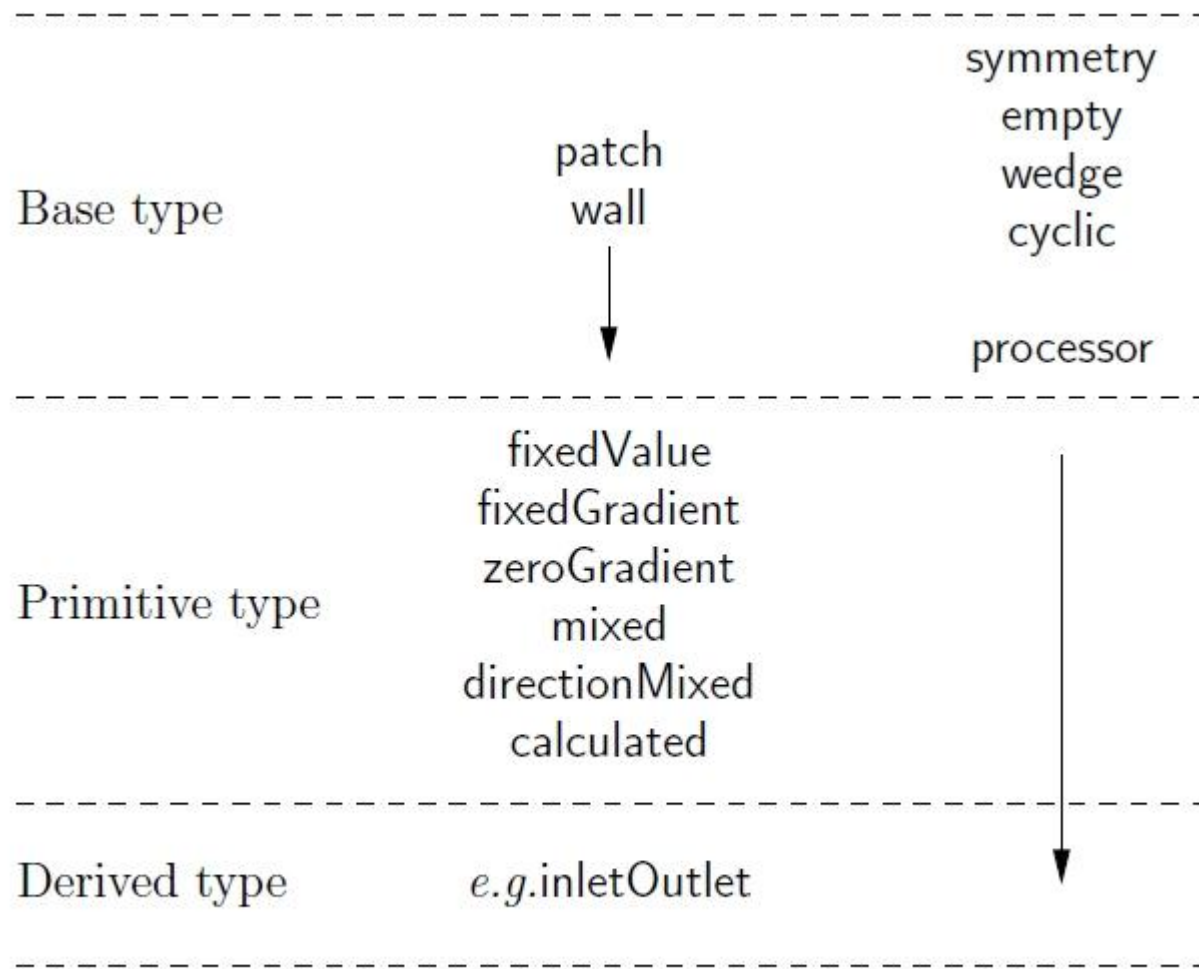 Base type
patch
wall
symmetry
empty
wedge
cyclic
processor
Primitive type
fixedValue
fixedGradient
zeroGradient
mixed
directionMixed
calculated
Derived type
e.g.inletOutlet